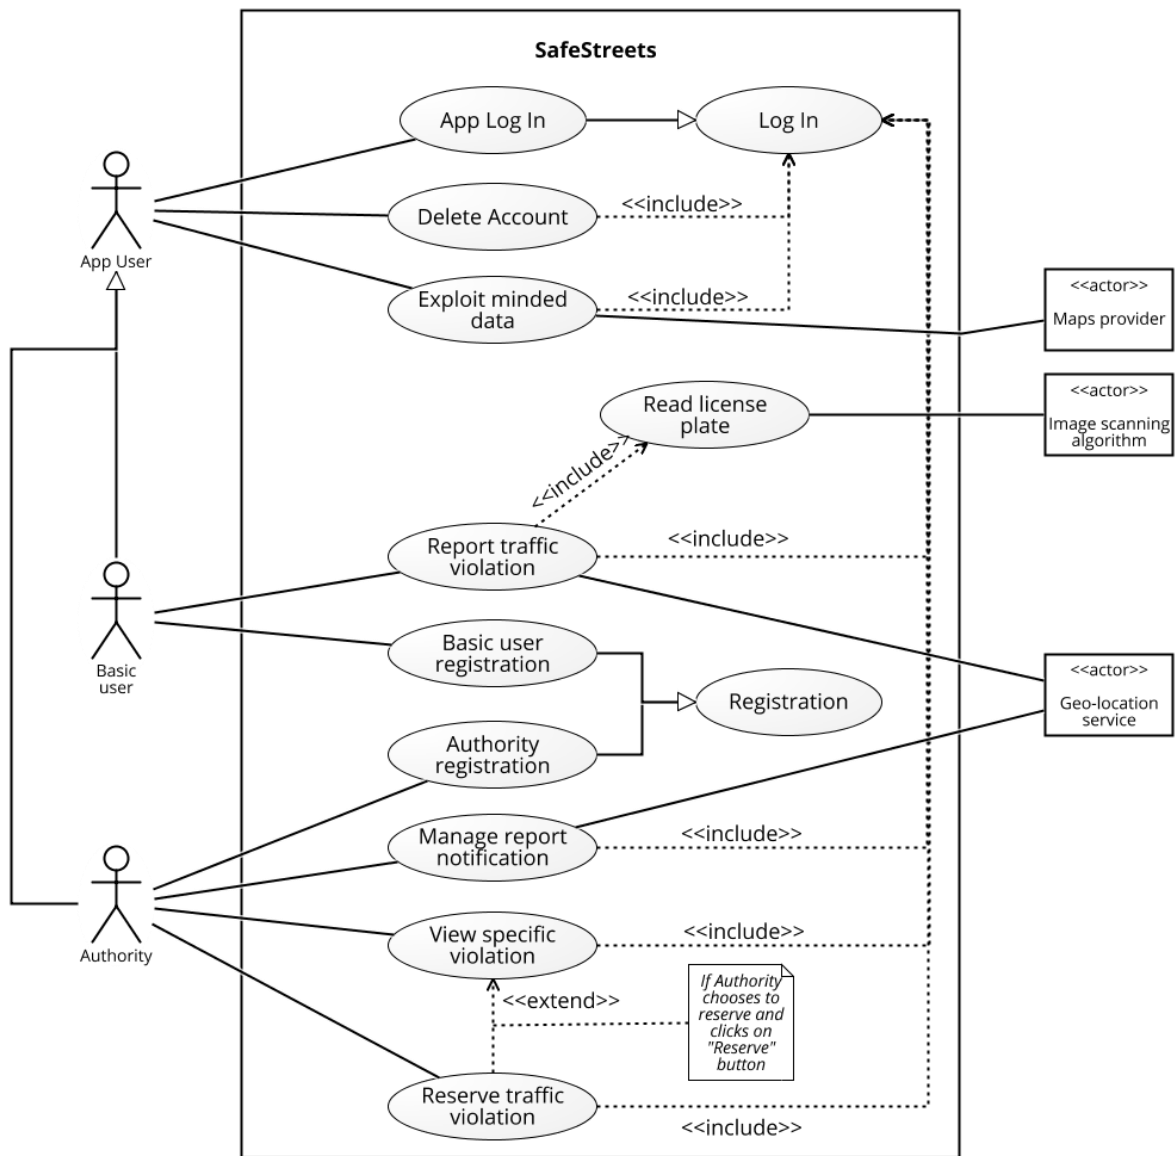 SafeStreets
App Log In
Log In
App User
Delete Account
<<include>>
Exploit minded
data
<<include>>
<<actor>>
Maps provider
Read license
plate
<<actor>>
Image scanning
algorithm
<<include>>
Report traffic
violation
<<include>>
Basic
user
Basic user
registration
Registration
<<actor>>
Geo-location
service
Authority
registration
Manage report
notification
<<include>>
Authority
View specific
violation
<<include>>
<<extend>>
If Authority
chooses to
reserve and
clicks on
"Reserve"
button
Reserve traffic
violation
<<include>>